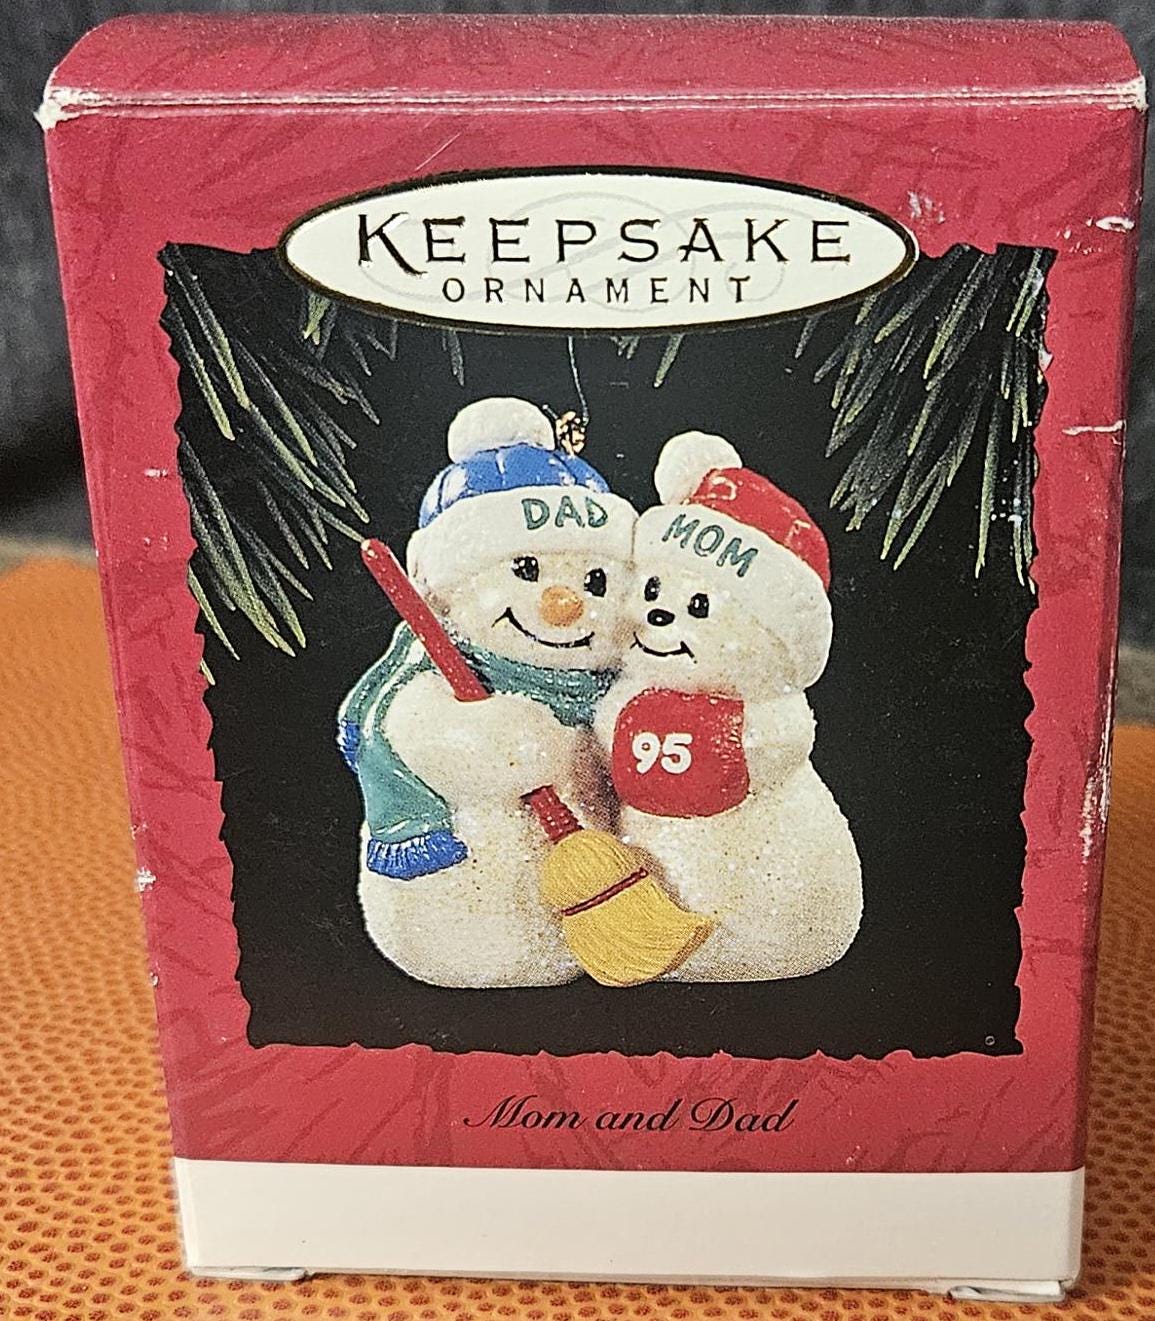 KEEPSAKE
ORNAMENT
DAD
MOM
95
Mom and Dad